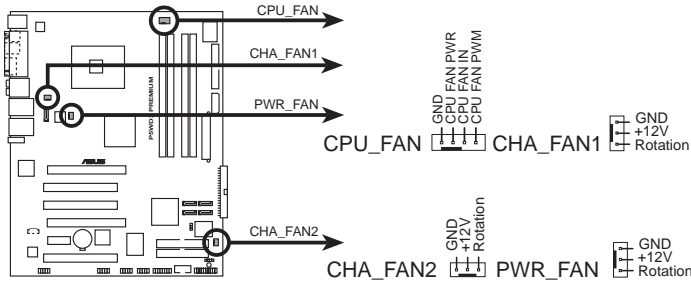 CPU_FAN
CHA_FAN1
PWR_FAN
CHA_FAN2
P5WD PREMIUM
ASUS
GND
CPU FAN PWR
CPU FAN IN
CPU FAN PWM
CPU_FAN
CHA_FAN1
GND
+12V
Rotation
GND
+12V
Rotation
CHA_FAN2
PWR_FAN
GND
+12V
Rotation